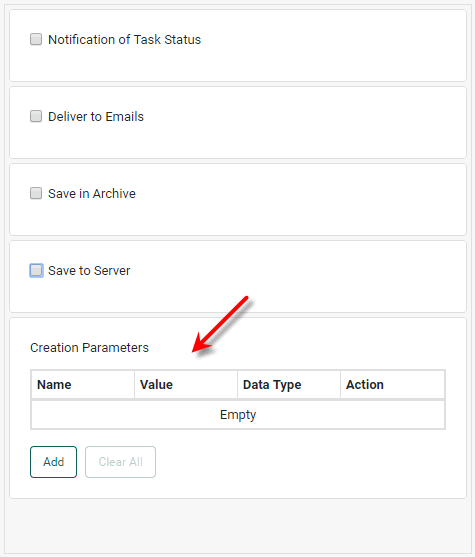 Notification of Task Status
Deliver to Emails
Save in Archive
Save to Server
Creation Parameters
Name Value Data Type Action
Empty
Add Clear All